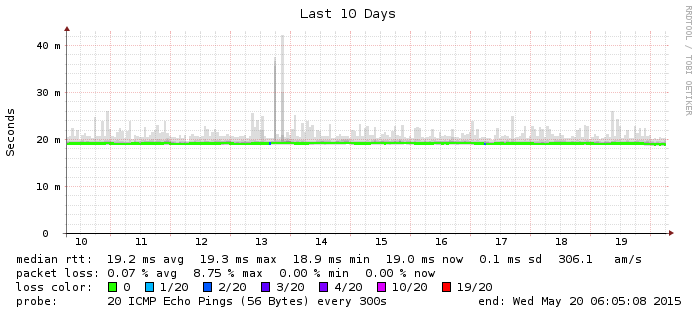 Last 10 Days
RRDTOOL / TOBI OETIKER
Seconds
40 m
30 m
20 m
10 m
0
10 11 12 13 14 15 16 17 18 19
median rtt: 19.2 ms avg 19.3 ms max 18.9 ms min 19.0 ms now 0.1 ms sd 306.1 am/s
packet loss: 0.07 % avg 8.75 % max 0.00 % min 0.00 % now
loss color: 0 1/20 2/20 3/20 4/20 10/20 19/20
probe: 20 ICMP Echo Pings (56 Bytes) every 300s end: Wed May 20 06:05:08 2015